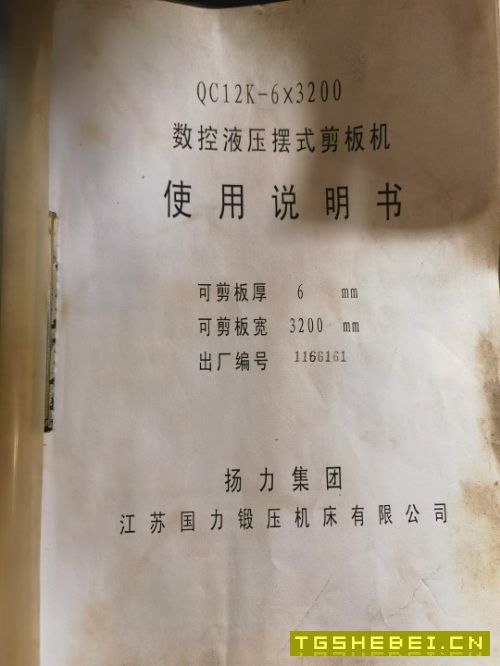 QC12K-6×3200
数控液压摆式剪板机
使用说明书
可剪板厚 6 mm
可剪板宽 3200 mm
出厂编号 1166161
扬力集团
江苏国力锻压机床有限公司
TGSHEBEI.CN